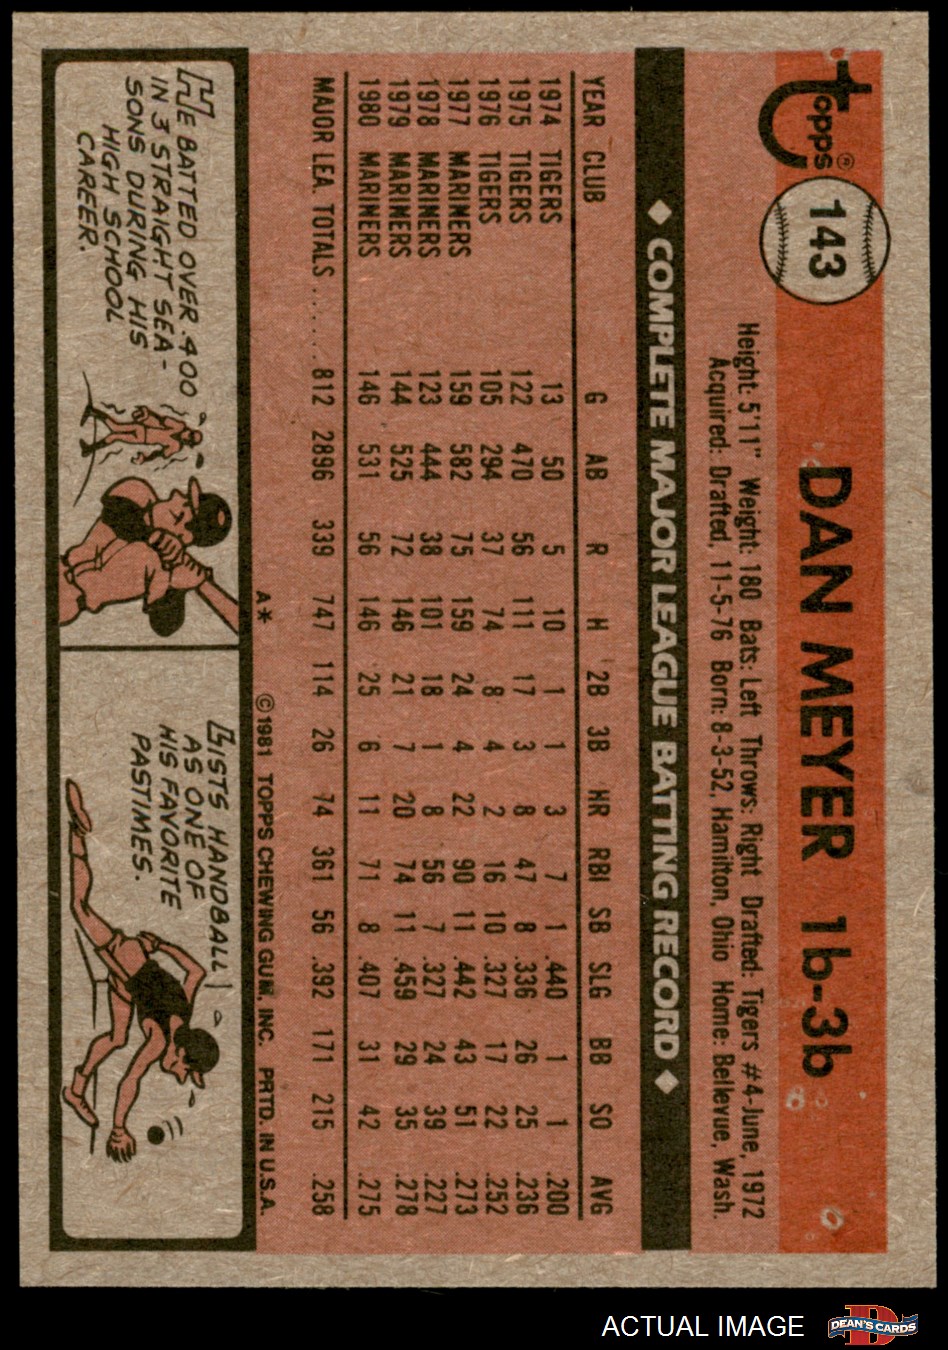 Topps®
143
DAN MEYER 1b-3b
Height: 5'11" Weight: 180 Bats: Left Throws: Right Drafted: Tigers #4-June, 1972
Acquired: Drafted, 11-5-76 Born: 8-3-52, Hamilton, Ohio Home: Bellevue, Wash.
◆ COMPLETE MAJOR LEAGUE BATTING RECORD ◆
YEAR CLUB G AB R H 2B 3B HR RBI SB SLG BB SO AVG
1974 TIGERS 13 50 5 10 1 1 3 7 1 .440 1 1 .200
1975 TIGERS 122 470 56 111 17 3 8 47 8 .336 26 25 .236
1976 TIGERS 105 294 37 74 8 4 2 16 10 .327 17 22 .252
1977 MARINERS 159 582 75 159 24 4 22 90 11 .442 43 51 .273
1978 MARINERS 123 444 38 101 18 1 8 56 7 .327 24 39 .227
1979 MARINERS 144 525 72 146 21 7 20 74 11 .459 29 35 .278
1980 MARINERS 146 531 56 146 25 6 11 71 8 .407 31 42 .275
MAJOR LEA. TOTALS ...... 812 2896 339 747 114 26 74 361 56 .392 171 215 .258
A* ©1981 TOPPS CHEWING GUM, INC. PRTD. IN U.S.A.
HE BATTED OVER .400
IN 3 STRAIGHT SEA-
SONS DURING HIS
HIGH SCHOOL
CAREER.
LISTS HANDBALL
AS ONE OF
HIS FAVORITE
PASTIMES.
ACTUAL IMAGE
D
DEAN'S CARDS